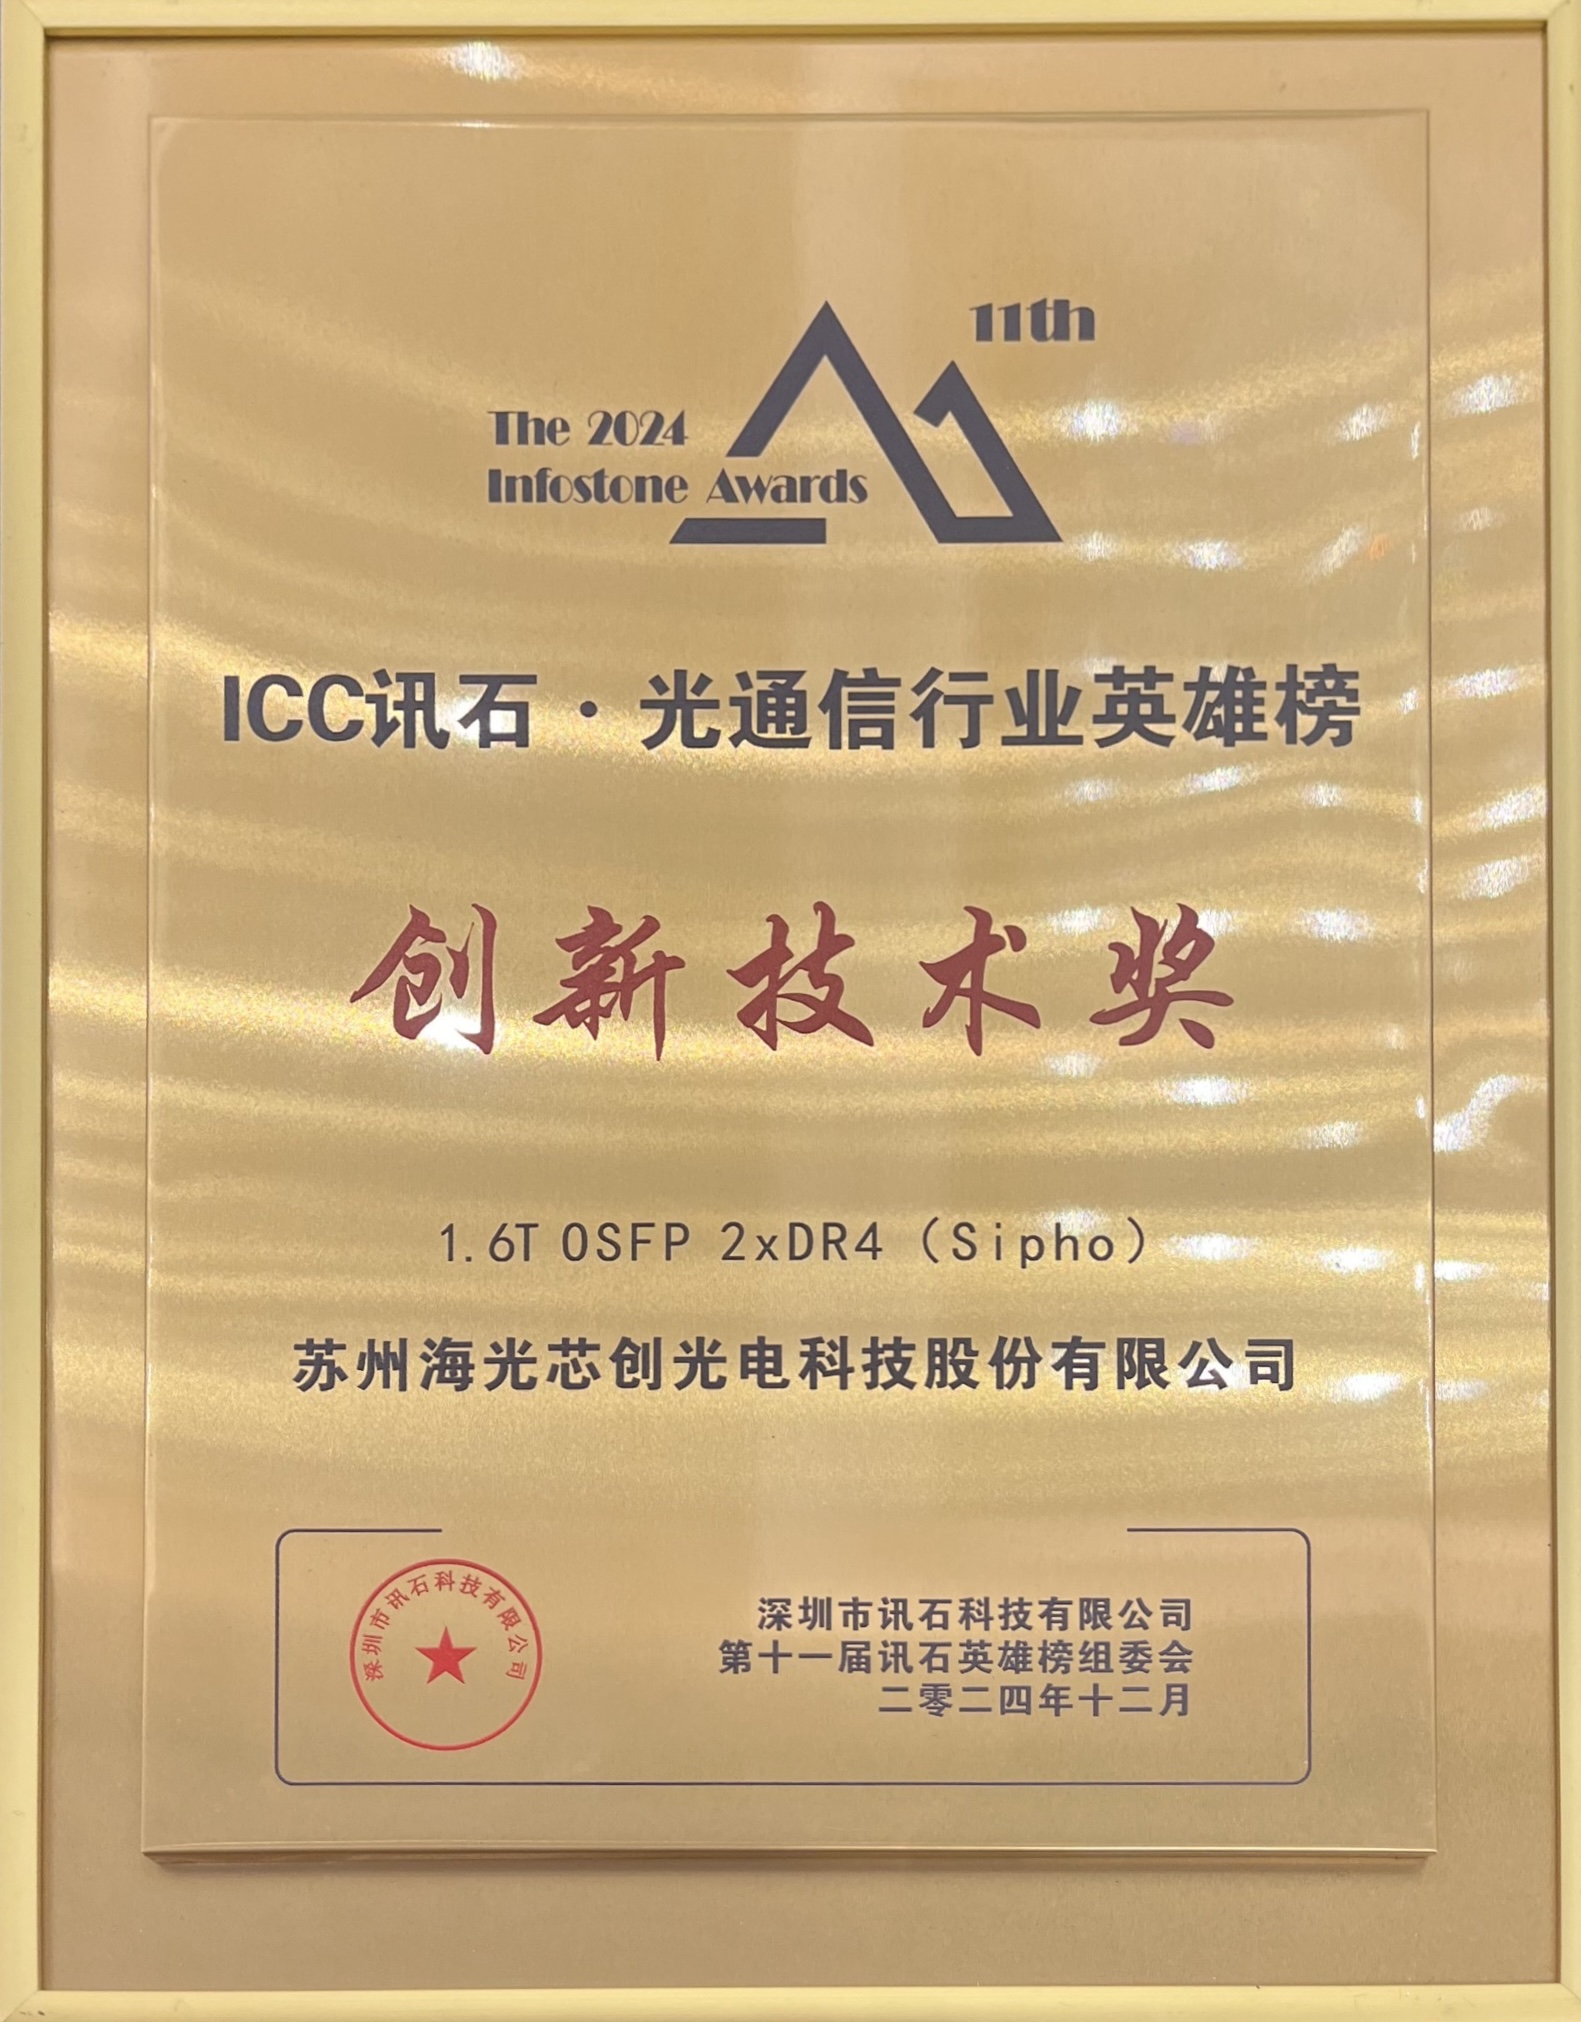 11th
The 2024
Infostone Awards
ICC讯石·光通信行业英雄榜
创新技术奖
1.6T OSFP 2xDR4（Sipho）
苏州海光芯创光电科技股份有限公司
深圳市讯石科技有限公司
深圳市讯石科技有限公司
第十一届讯石英雄榜组委会
二零二四年十二月